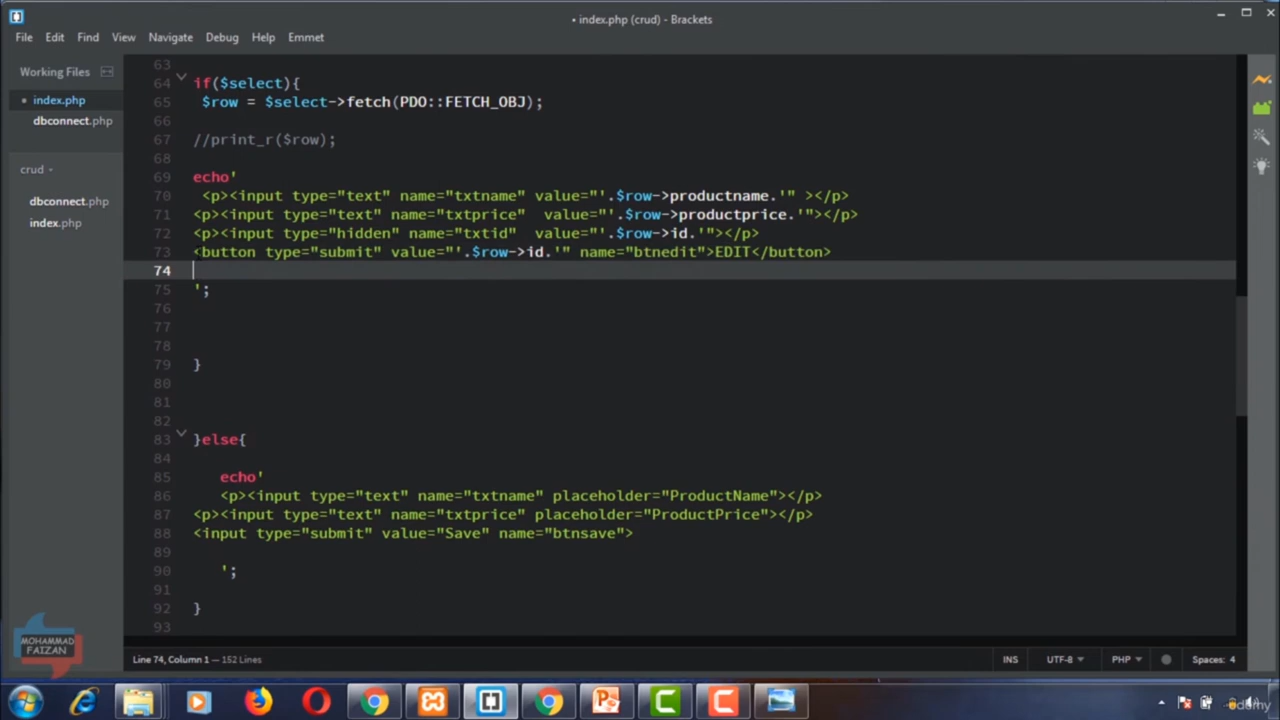 • index.php (crud) - Brackets
File Edit Find View Navigate Debug Help Emmet
Working Files
index.php
dbconnect.php
crud
dbconnect.php
index.php
63
64 if($select){
65 $row = $select->fetch(PDO::FETCH_OBJ);
66
67 //print_r($row);
68
69 echo'
70 <p><input type="text" name="txtname" value="'.$row->productname.'" ></p>
71 <p><input type="text" name="txtprice"  value="'.$row->productprice.'"></p>
72 <p><input type="hidden" name="txtid"  value="'.$row->id.'"></p>
73 <button type="submit" value="'.$row->id.'" name="btnedit">EDIT</button>
74
75 ';
76
77
78
79 }
80
81
82
83 }else{
84
85 echo'
86 <p><input type="text" name="txtname" placeholder="ProductName"></p>
87 <p><input type="text" name="txtprice" placeholder="ProductPrice"></p>
88 <input type="submit" value="Save" name="btnsave">
89
90 ';
91
92 }
93
MOHAMMAD
FAIZAN
Line 74, Column 1 — 152 Lines
INS UTF-8 PHP Spaces: 4